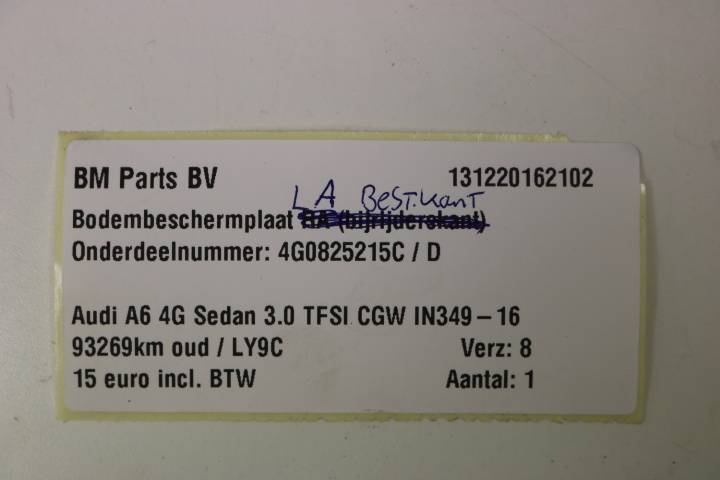 BM Parts BV 131220162102
LA BEST.KANT
Bodembeschermplaat RA (bijrijderskant)
Onderdeelnummer: 4G0825215C / D
Audi A6 4G Sedan 3.0 TFSI CGW IN349-16
93269km oud / LY9C Verz: 8
15 euro incl. BTW Aantal: 1